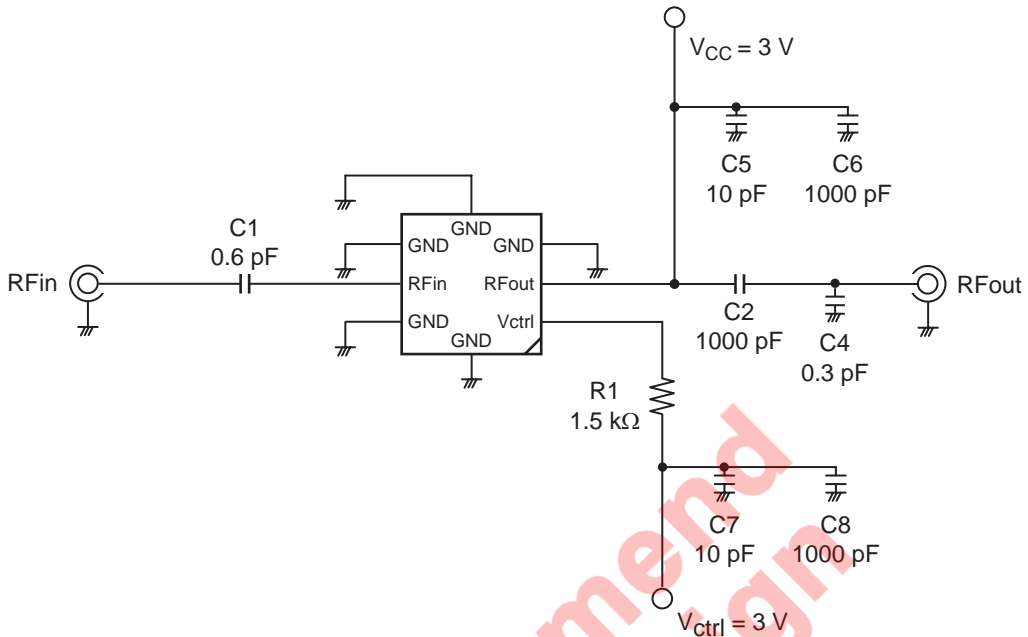 V_CC = 3 V
C5
10 pF
C6
1000 pF
C1
0.6 pF
GND
GND
GND
RFin
RFin
RFout
RFout
GND
Vctrl
GND
C2
1000 pF
C4
0.3 pF
R1
1.5 kΩ
C7
10 pF
C8
1000 pF
V_ctrl = 3 V